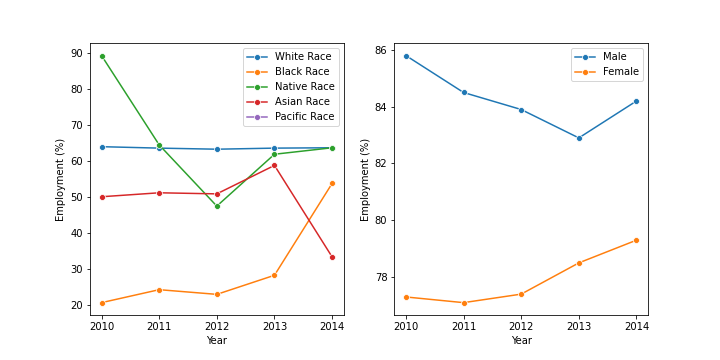 90
80
70
60
50
40
30
20
Employment (%)
2010 2011 2012 2013 2014
Year
White Race
Black Race
Native Race
Asian Race
Pacific Race
86
84
82
80
78
Employment (%)
2010 2011 2012 2013 2014
Year
Male
Female